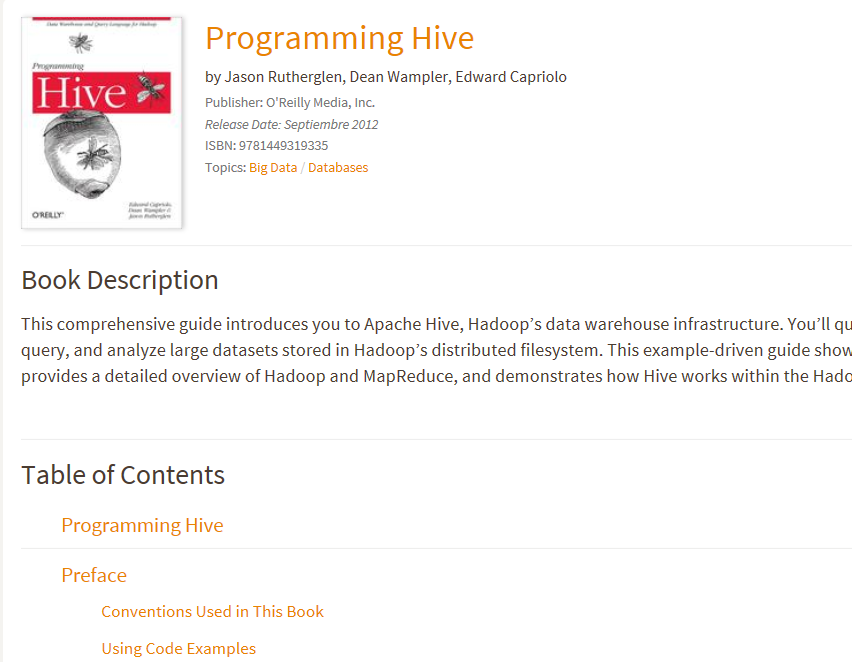 Data Warehouse and Query Language for Hadoop
Programming
Hive
O'REILLY
Edward Capriolo,
Dean Wampler &
Jason Rutherglen
Programming Hive
by Jason Rutherglen, Dean Wampler, Edward Capriolo
Publisher: O'Reilly Media, Inc.
Release Date: Septiembre 2012
ISBN: 9781449319335
Topics: Big Data / Databases
Book Description
This comprehensive guide introduces you to Apache Hive, Hadoop’s data warehouse infrastructure. You’ll qu
query, and analyze large datasets stored in Hadoop’s distributed filesystem. This example-driven guide show
provides a detailed overview of Hadoop and MapReduce, and demonstrates how Hive works within the Hado
Table of Contents
Programming Hive
Preface
Conventions Used in This Book
Using Code Examples